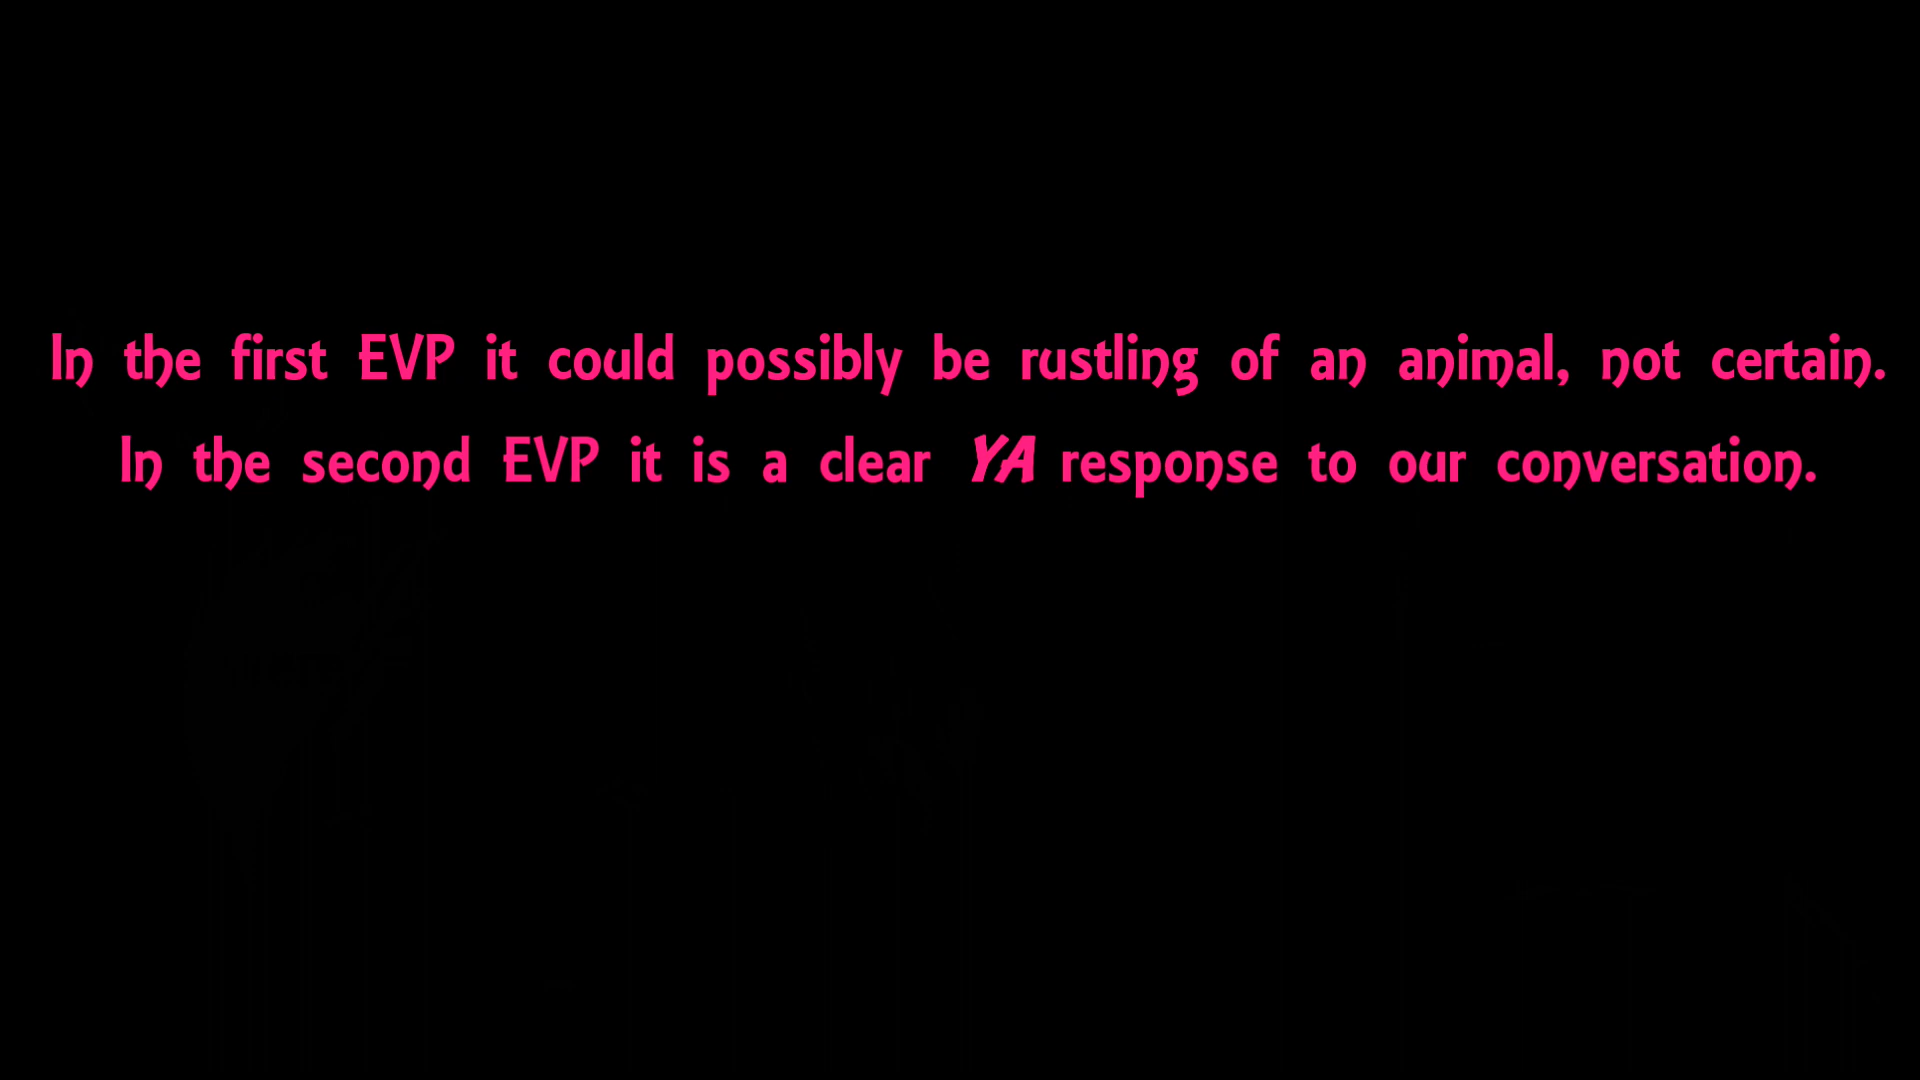 In the first EVP it could possibly be rustling of an animal, not certain.
In the second EVP it is a clear YA response to our conversation.